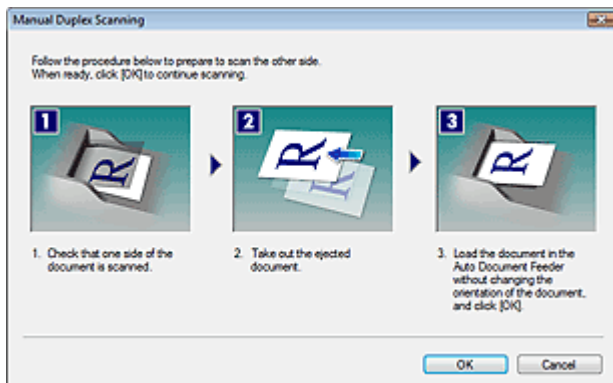 Manual Duplex Scanning
Follow the procedure below to prepare to scan the other side.
When ready, click [OK] to continue scanning.
1
R
2
R
R
3
R
1. Check that one side of the
document is scanned.
2. Take out the ejected
document.
3. Load the document in the
Auto Document Feeder
without changing the
orientation of the document,
and click [OK].
OK
Cancel